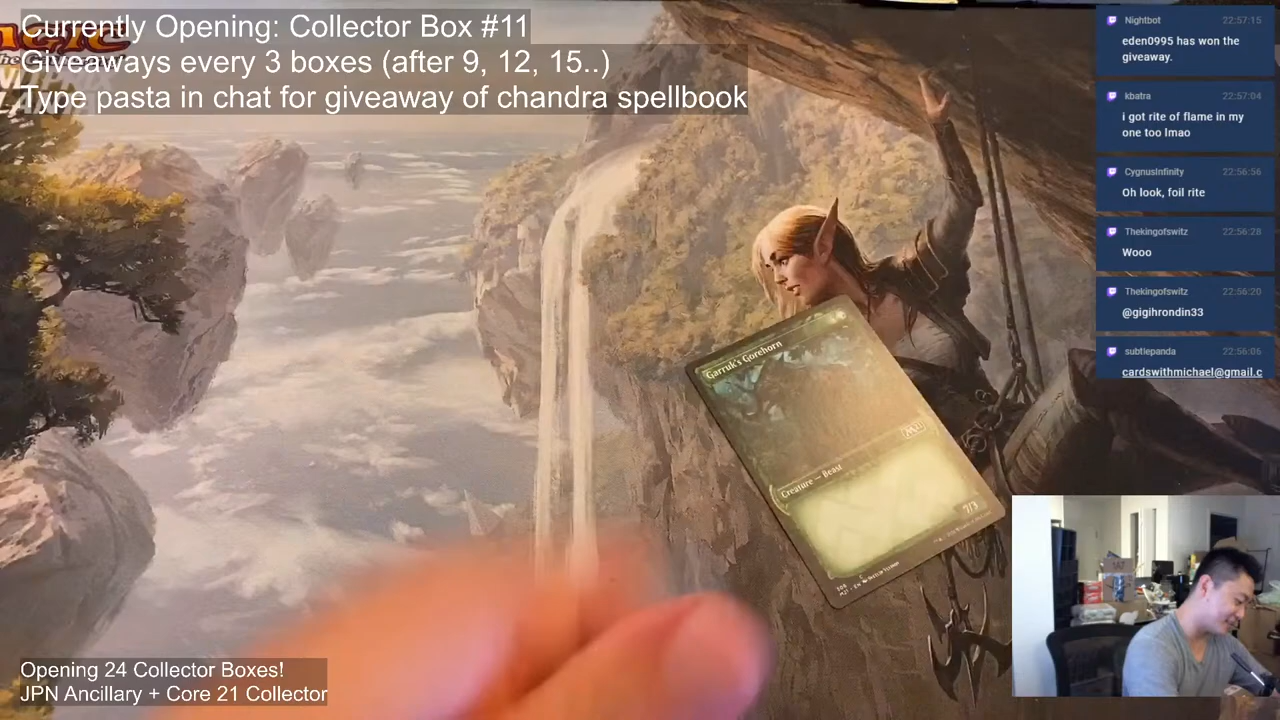 Currently Opening: Collector Box #11
Giveaways every 3 boxes (after 9, 12, 15..)
Type pasta in chat for giveaway of chandra spellbook
Nightbot 22:57:15
eden0995 has won the
giveaway.
kbatra 22:57:04
i got rite of flame in my
one too lmao
CygnusInfinity 22:56:56
Oh look, foil rite
Thekingofswitz 22:56:28
Wooo
Thekingofswitz 22:56:20
@gigihrondin33
subtlepanda 22:56:06
cardswithmichael@gmail.c
Garruk's Gorehorn
Creature — Beast
7/3
Opening 24 Collector Boxes!
JPN Ancillary + Core 21 Collector